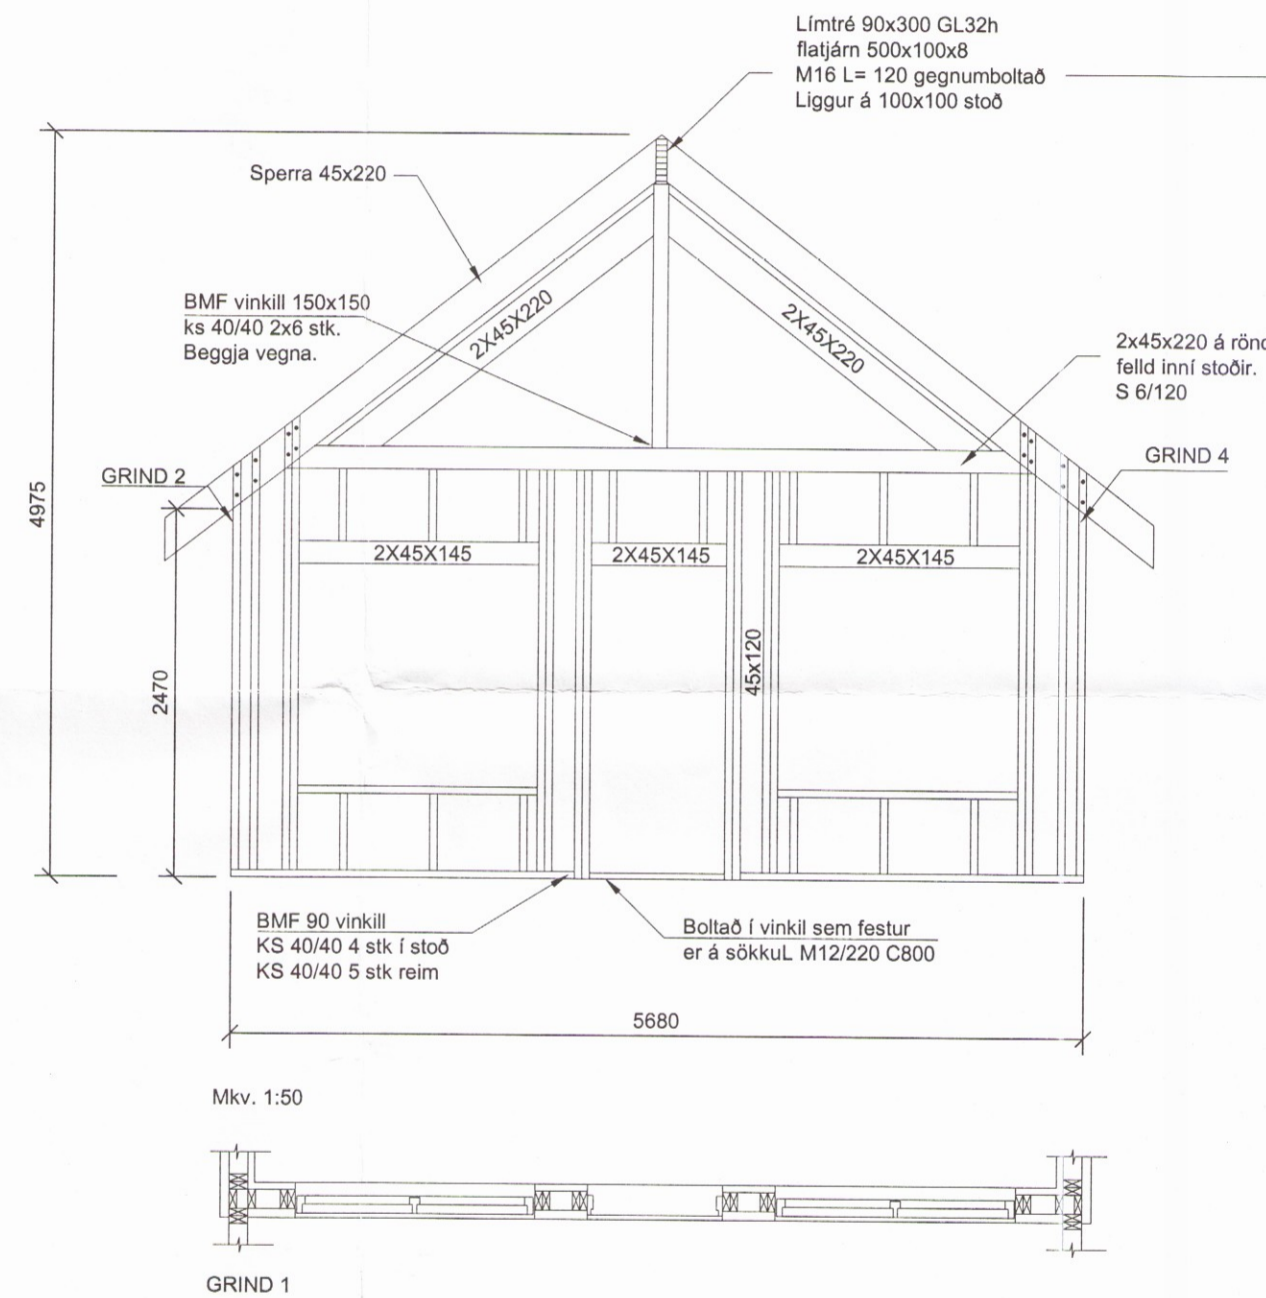 Límtré 90x300 GL32h
flatjárn 500x100x8
M16 L= 120 gegnumboltað
Liggur á 100x100 stoð
Sperra 45x220
BMF vinkill 150x150
ks 40/40 2x6 stk.
Beggja vegna.
2X45X220
2X45X220
2x45x220 á rönd
felld inní stoðir.
S 6/120
GRIND 2
GRIND 4
4975
2470
2X45X145
2X45X145
2X45X145
45x120
BMF 90 vinkill
KS 40/40 4 stk í stoð
KS 40/40 5 stk reim
Boltað í vinkil sem festur
er á sökkuL M12/220 C800
5680
Mkv. 1:50
GRIND 1